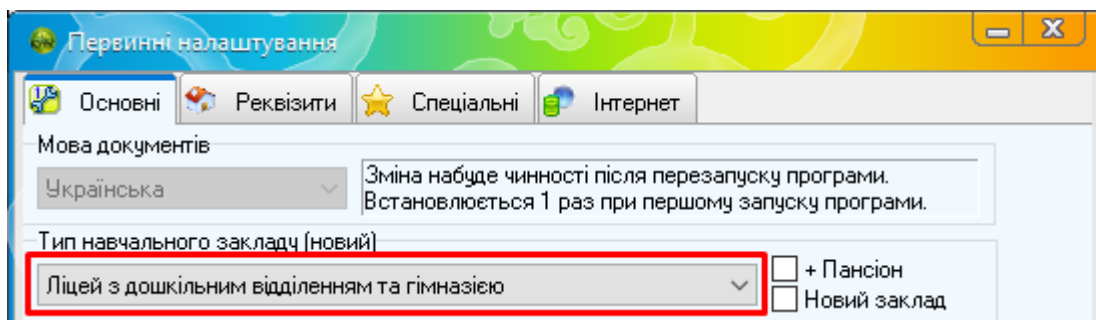 Первинні налаштування
Основні Реквізити Спеціальні Інтернет
Мова документів
Українська
Зміна набуде чинності після перезапуску програми.
Встановлюється 1 раз при першому запуску програми.
Тип навчального закладу (новий)
Ліцей з дошкільним відділенням та гімназією
+ Пансіон
Новий заклад